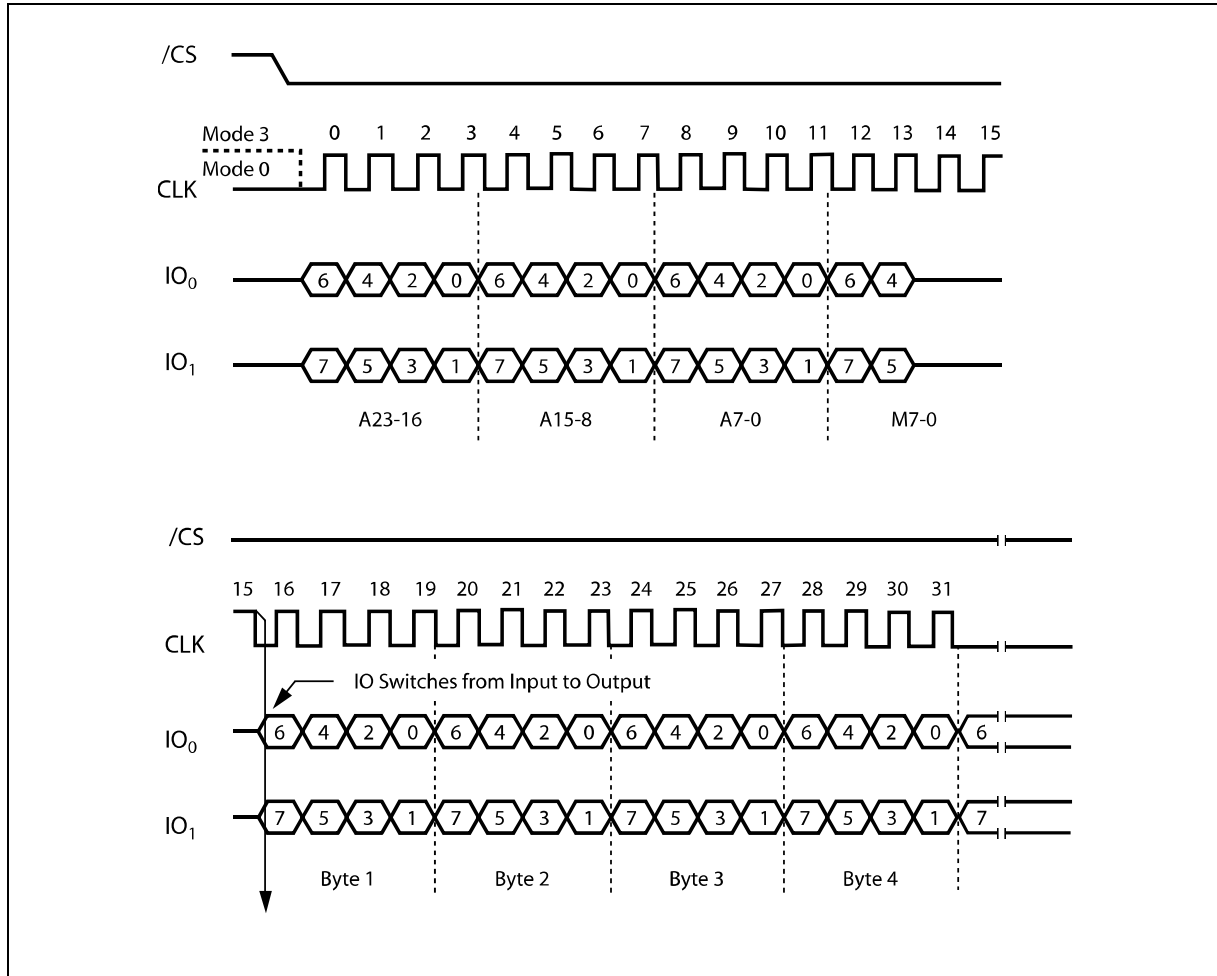 /CS
Mode 3
0 1 2 3 4 5 6 7 8 9 10 11 12 13 14 15
Mode 0
CLK
IO0 6 4 2 0 6 4 2 0 6 4 2 0 6 4
IO1 7 5 3 1 7 5 3 1 7 5 3 1 7 5
A23-16 A15-8 A7-0 M7-0
/CS
15 16 17 18 19 20 21 22 23 24 25 26 27 28 29 30 31
CLK
IO Switches from Input to Output
IO0 6 4 2 0 6 4 2 0 6 4 2 0 6 4 2 0 6
IO1 7 5 3 1 7 5 3 1 7 5 3 1 7 5 3 1 7
Byte 1 Byte 2 Byte 3 Byte 4